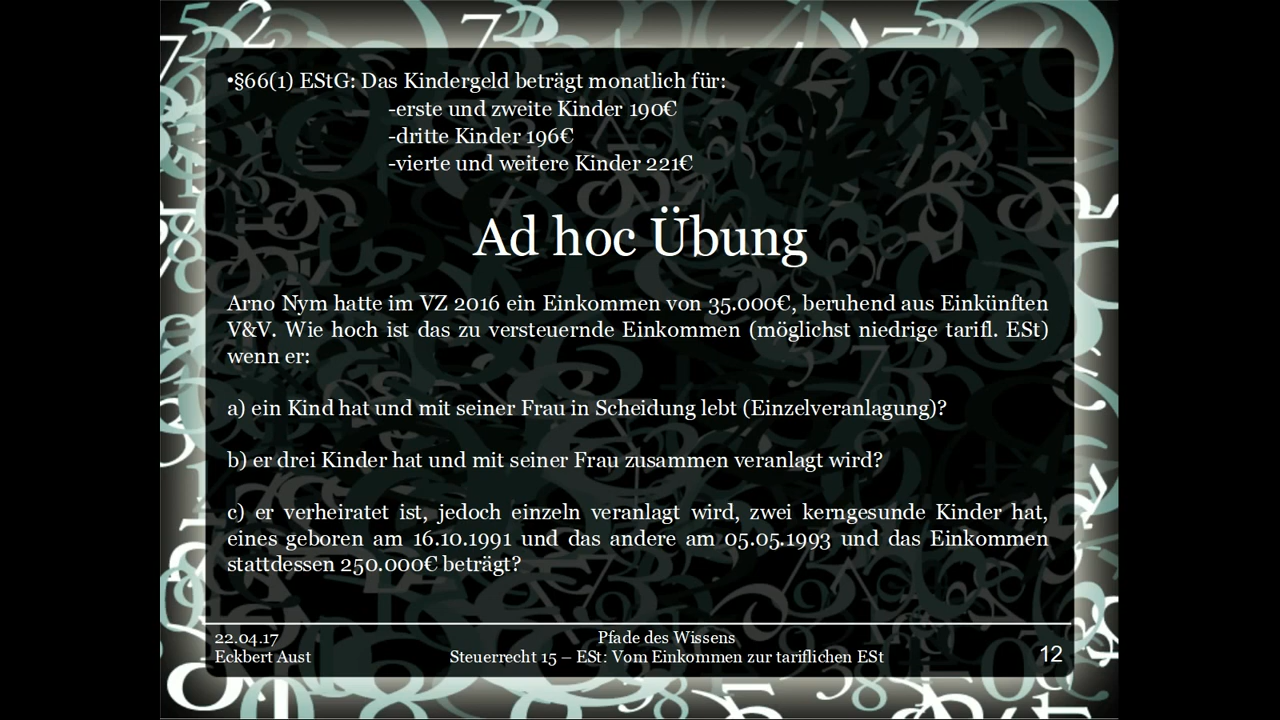 •§66(1) EStG: Das Kindergeld beträgt monatlich für:
-erste und zweite Kinder 190€
-dritte Kinder 196€
-vierte und weitere Kinder 221€
Ad hoc Übung
Arno Nym hatte im VZ 2016 ein Einkommen von 35.000€, beruhend aus Einkünften
V&V. Wie hoch ist das zu versteuernde Einkommen (möglichst niedrige tarifl. ESt)
wenn er:
a) ein Kind hat und mit seiner Frau in Scheidung lebt (Einzelveranlagung)?
b) er drei Kinder hat und mit seiner Frau zusammen veranlagt wird?
c) er verheiratet ist, jedoch einzeln veranlagt wird, zwei kerngesunde Kinder hat,
eines geboren am 16.10.1991 und das andere am 05.05.1993 und das Einkommen
stattdessen 250.000€ beträgt?
22.04.17
Eckbert Aust
Pfade des Wissens
Steuerrecht 15 – ESt: Vom Einkommen zur tariflichen ESt
12